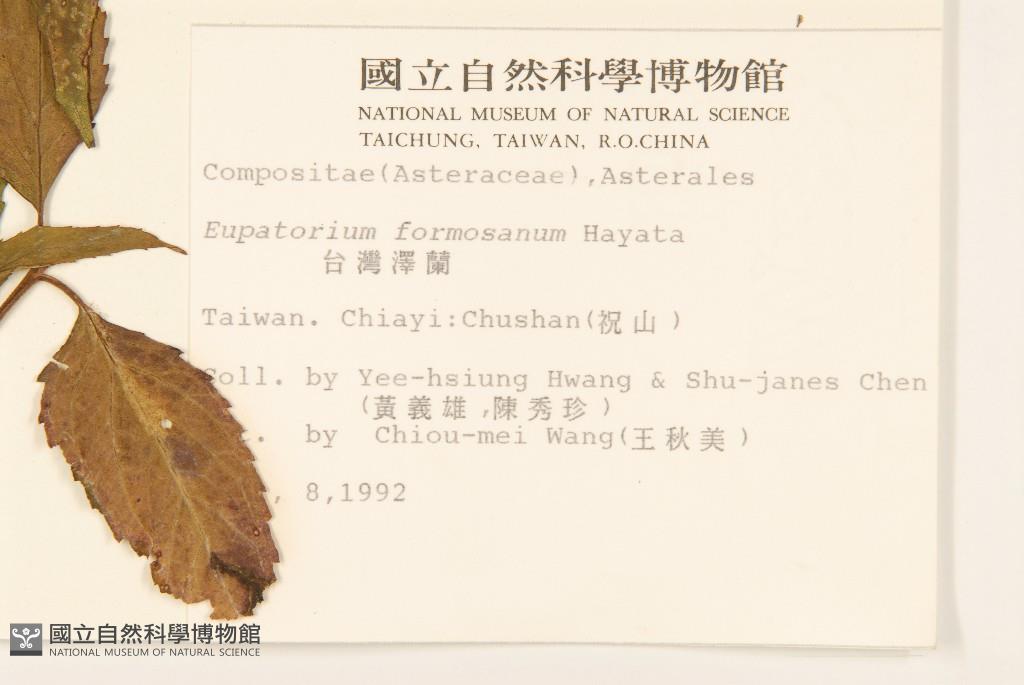 國立自然科學博物館
NATIONAL MUSEUM OF NATURAL SCIENCE
TAICHUNG, TAIWAN, R.O.CHINA
Compositae(Asteraceae),Asterales
Eupatorium formosanum Hayata
台灣澤蘭
Taiwan. Chiayi:Chushan(祝山)
Coll. by Yee-hsiung Hwang & Shu-janes Chen
(黃義雄,陳秀珍)
by Chiou-mei Wang(王秋美)
8,1992
國立自然科學博物館
NATIONAL MUSEUM OF NATURAL SCIENCE